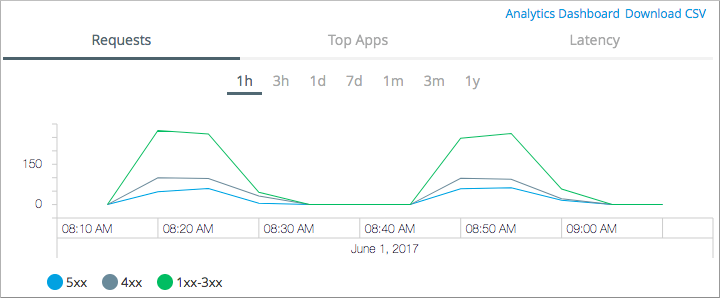 Analytics Dashboard Download CSV
Requests Top Apps Latency
1h 3h 1d 7d 1m 3m 1y
150
0
08:10 AM 08:20 AM 08:30 AM 08:40 AM 08:50 AM 09:00 AM
June 1, 2017
5xx 4xx 1xx-3xx